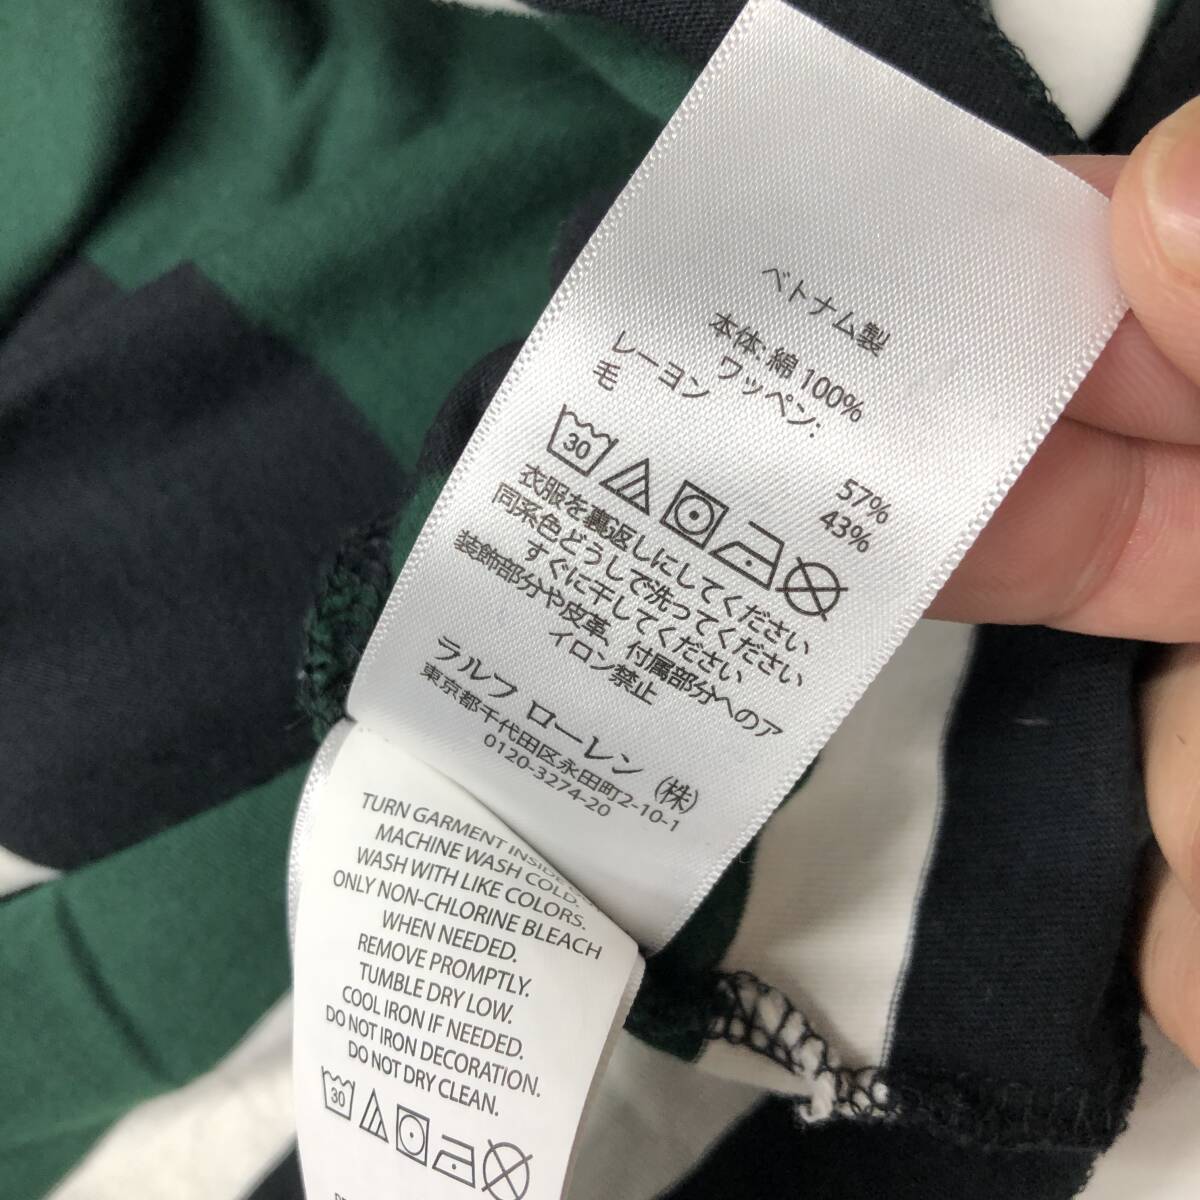 ベトナム製
本体: 綿 100%
ワッペン:
レーヨン 57%
毛 43%
30
衣服を裏返しにしてください
同系色どうしで洗ってください
すぐに干してください
装飾部分や皮革、付属部分へのア
イロン禁止
ラルフ ローレン (株)
東京都千代田区永田町2-10-1
0120-3274-20
TURN GARMENT INSIDE
MACHINE WASH COLD.
WASH WITH LIKE COLORS.
ONLY NON-CHLORINE BLEACH
WHEN NEEDED.
REMOVE PROMPTLY.
TUMBLE DRY LOW.
COOL IRON IF NEEDED.
DO NOT IRON DECORATION.
DO NOT DRY CLEAN.
30